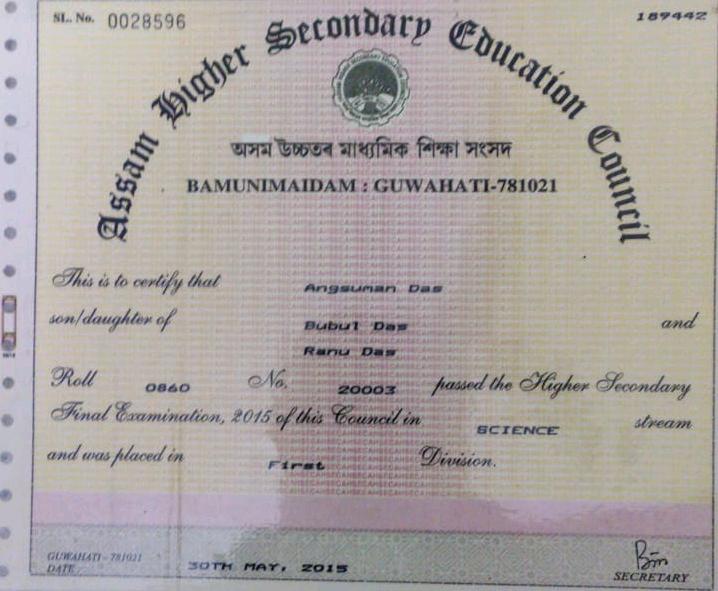 SL. No. 0028596
189442
Assam Higher Secondary Education Council
অসম উচ্চতৰ মাধ্যমিক শিক্ষা সংসদ
BAMUNIMAIDAM : GUWAHATI-781021
This is to certify that Angsuman Das
son/daughter of Bubul Das and
Ranu Das
Roll 0860 No. 20003 passed the Higher Secondary
Final Examination, 2015 of this Council in SCIENCE stream
and was placed in First Division.
GUWAHATI - 781021
DATE 30TH MAY, 2015
SECRETARY